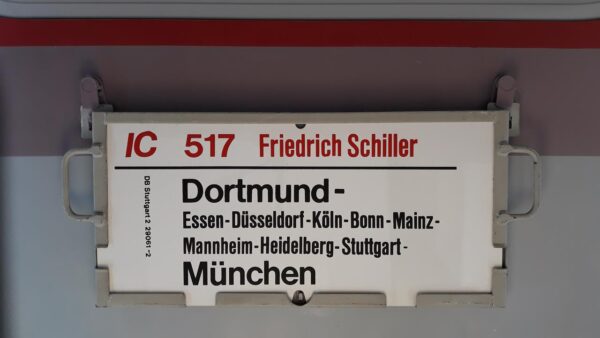 IC 517 Friedrich Schiller
Dortmund-
Essen-Düsseldorf-Köln-Bonn-Mainz-
Mannheim-Heidelberg-Stuttgart-
München
DB Stuttgart 2 29061-2